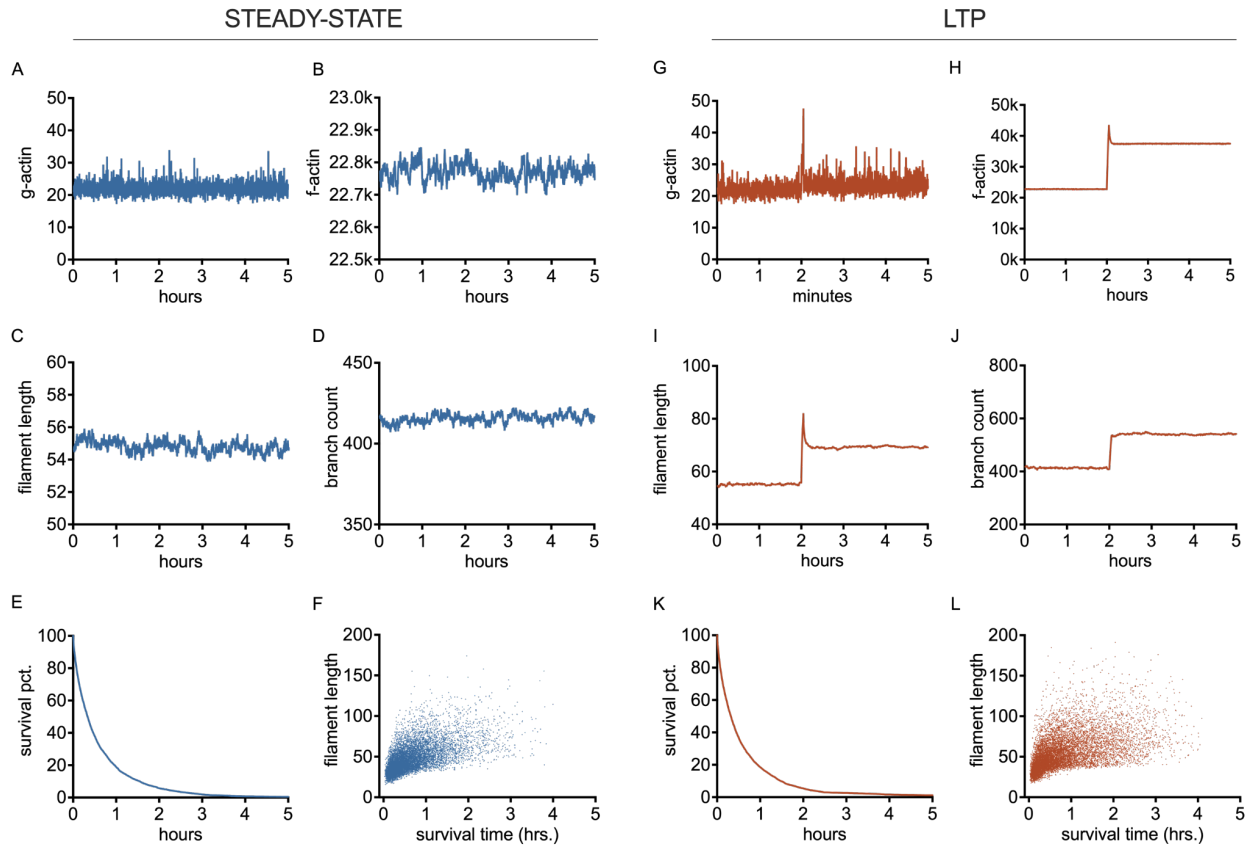 STEADY-STATE
LTP
A
g-actin
50
40
30
20
10
0
0 1 2 3 4 5
hours
B
f-actin
23.0k
22.9k
22.8k
22.7k
22.6k
22.5k
0 1 2 3 4 5
hours
G
g-actin
50
40
30
20
10
0
0 1 2 3 4 5
minutes
H
f-actin
50k
40k
30k
20k
10k
0k
0 1 2 3 4 5
hours
C
filament length
60
58
56
54
52
50
0 1 2 3 4 5
hours
D
branch count
450
400
350
0 1 2 3 4 5
hours
I
filament length
100
80
60
40
0 1 2 3 4 5
hours
J
branch count
800
600
400
200
0 1 2 3 4 5
hours
E
survival pct.
100
80
60
40
20
0
0 1 2 3 4 5
hours
F
filament length
200
150
100
50
0
0 1 2 3 4 5
survival time (hrs.)
K
survival pct.
100
80
60
40
20
0
0 1 2 3 4 5
hours
L
filament length
200
150
100
50
0
0 1 2 3 4 5
survival time (hrs.)